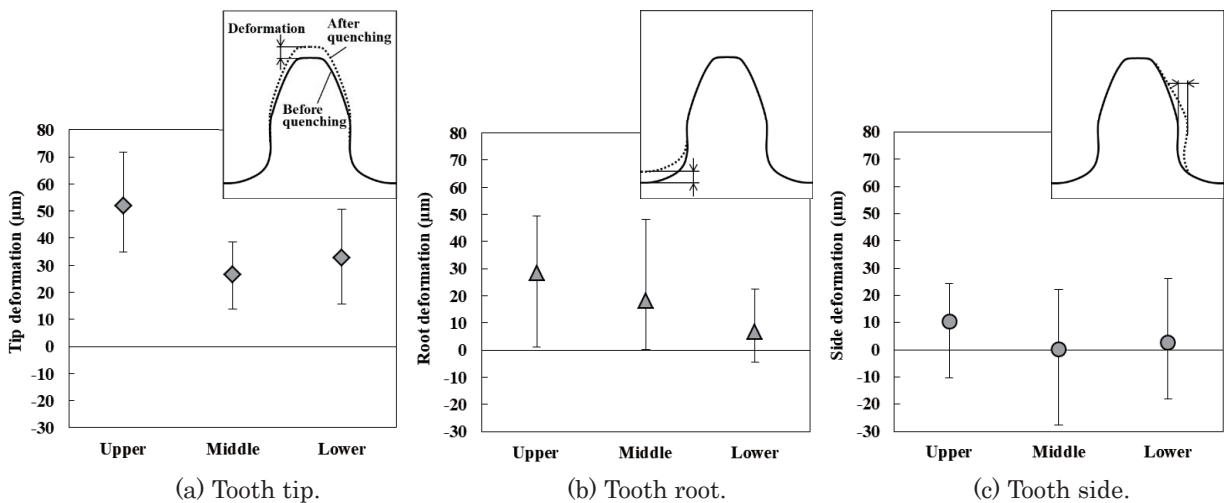 Deformation
After
quenching
Before
quenching
Tip deformation (μm)
80
70
60
50
40
30
20
10
0
-10
-20
-30
Upper Middle Lower
(a) Tooth tip.
Root deformation (μm)
80
70
60
50
40
30
20
10
0
-10
-20
-30
Upper Middle Lower
(b) Tooth root.
Side deformation (μm)
80
70
60
50
40
30
20
10
0
-10
-20
-30
Upper Middle Lower
(c) Tooth side.